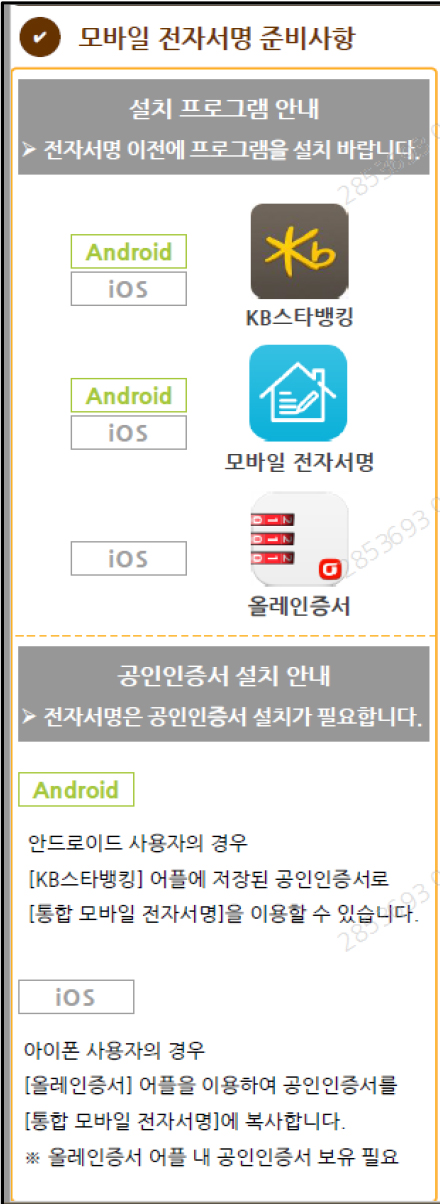 모바일 전자서명 준비사항
설치 프로그램 안내
➢ 전자서명 이전에 프로그램을 설치 바랍니다.
Android
iOS
KB스타뱅킹
Android
iOS
모바일 전자서명
iOS
올레인증서
공인인증서 설치 안내
➢ 전자서명은 공인인증서 설치가 필요합니다.
Android
안드로이드 사용자의 경우
[KB스타뱅킹] 어플에 저장된 공인인증서로
[통합 모바일 전자서명]을 이용할 수 있습니다.
iOS
아이폰 사용자의 경우
[올레인증서] 어플을 이용하여 공인인증서를
[통합 모바일 전자서명]에 복사합니다.
※ 올레인증서 어플 내 공인인증서 보유 필요